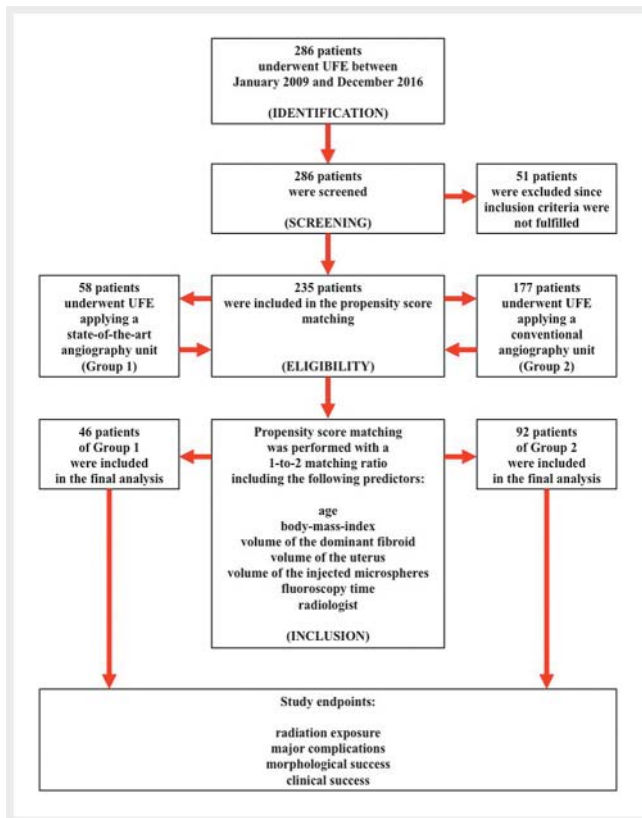 286 patients
underwent UFE between
January 2009 and December 2016
(IDENTIFICATION)
286 patients
were screened
(SCREENING)
51 patients
were excluded since
inclusion criteria were
not fulfilled
58 patients
underwent UFE
applying a
state-of-the-art
angiography unit
(Group 1)
235 patients
were included in the propensity score
matching
(ELIGIBILITY)
177 patients
underwent UFE
applying a
conventional
angiography unit
(Group 2)
46 patients
of Group 1
were included
in the final analysis
Propensity score matching
was performed with a
1-to-2 matching ratio
including the following predictors:
age
body-mass-index
volume of the dominant fibroid
volume of the uterus
volume of the injected microspheres
fluoroscopy time
radiologist
(INCLUSION)
92 patients
of Group 2
were included
in the final analysis
Study endpoints:
radiation exposure
major complications
morphological success
clinical success